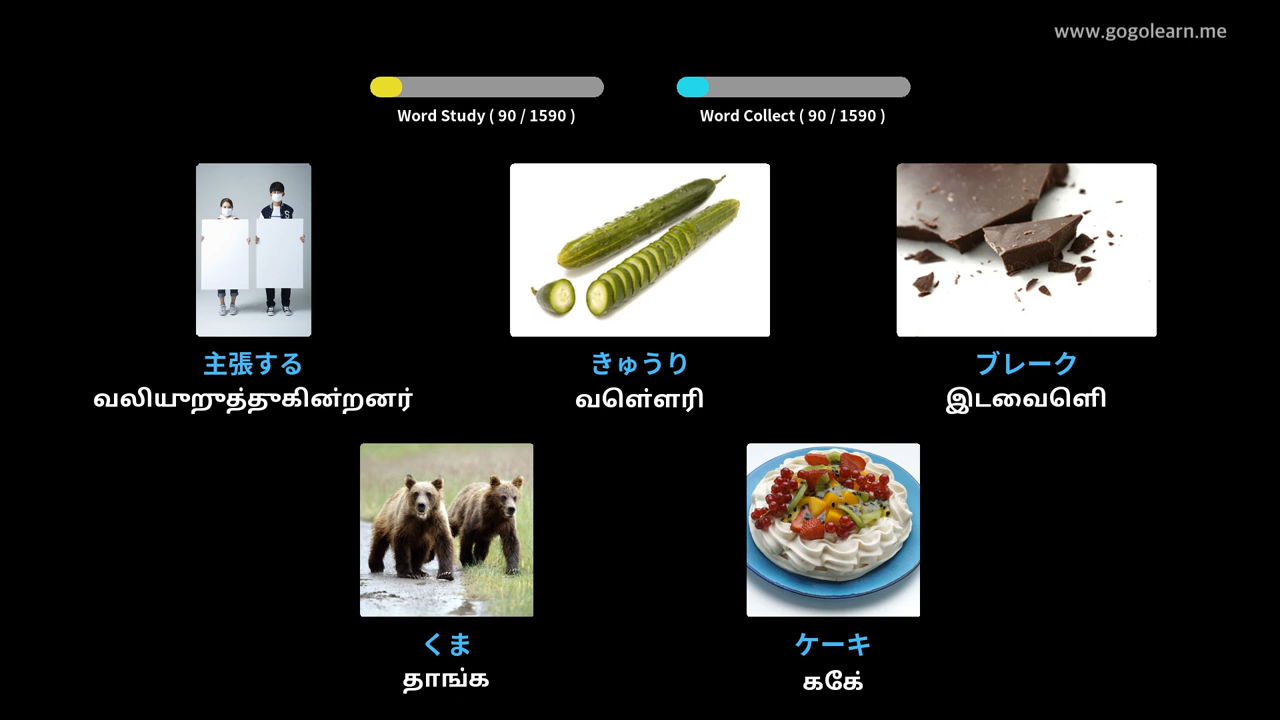 www.gogolearn.me
Word Study ( 90 / 1590 )
Word Collect ( 90 / 1590 )
主張する
வலியுறுத்துகின்றனர்
きゅうり
வெள்ளரி
ブレーク
இடைவெளி
くま
தாங்க
ケーキ
கேக்